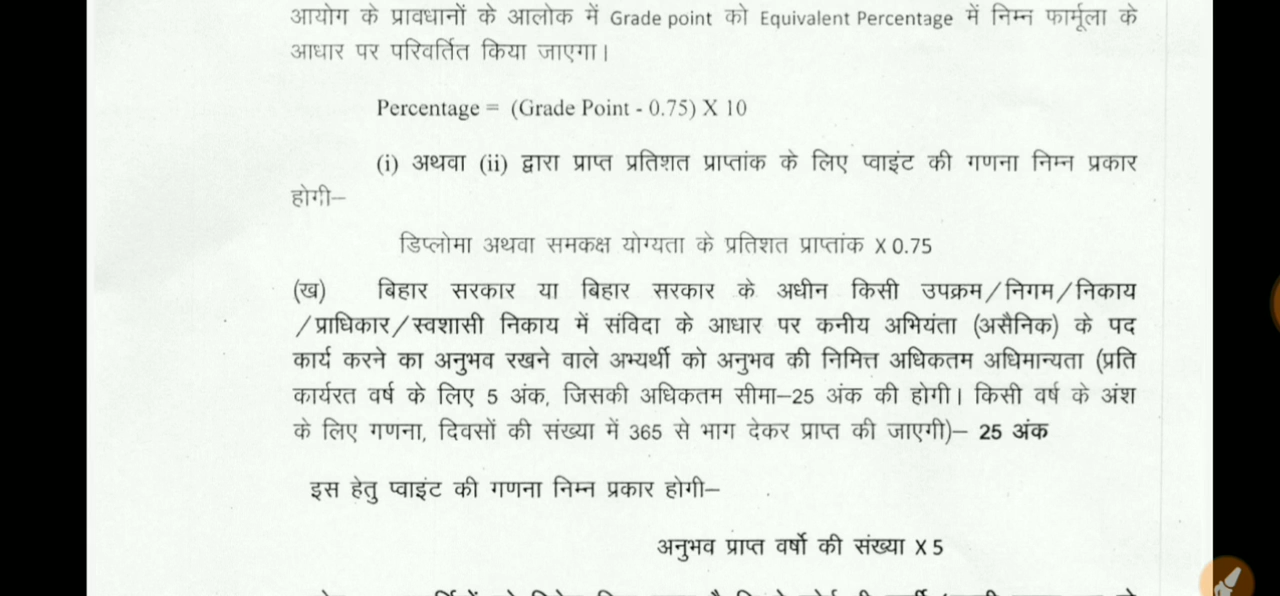 आयोग के प्रावधानों के आलोक में Grade point को Equivalent Percentage में निम्न फार्मूला के
आधार पर परिवर्तित किया जाएगा।
Percentage = (Grade Point - 0.75) X 10
(i) अथवा (ii) द्वारा प्राप्त प्रतिशत प्राप्तांक के लिए प्वाइंट की गणना निम्न प्रकार
होगी–
डिप्लोमा अथवा समकक्ष योग्यता के प्रतिशत प्राप्तांक X 0.75
(ख) बिहार सरकार या बिहार सरकार के अधीन किसी उपक्रम/निगम/निकाय
/प्राधिकार/स्वशासी निकाय में संविदा के आधार पर कनीय अभियंता (असैनिक) के पद
कार्य करने का अनुभव रखने वाले अभ्यर्थी को अनुभव की निमित्त अधिकतम अधिमान्यता (प्रति
कार्यरत वर्ष के लिए 5 अंक, जिसकी अधिकतम सीमा–25 अंक की होगी। किसी वर्ष के अंश
के लिए गणना, दिवसों की संख्या में 365 से भाग देकर प्राप्त की जाएगी)– 25 अंक
इस हेतु प्वाइंट की गणना निम्न प्रकार होगी–
अनुभव प्राप्त वर्षो की संख्या X 5